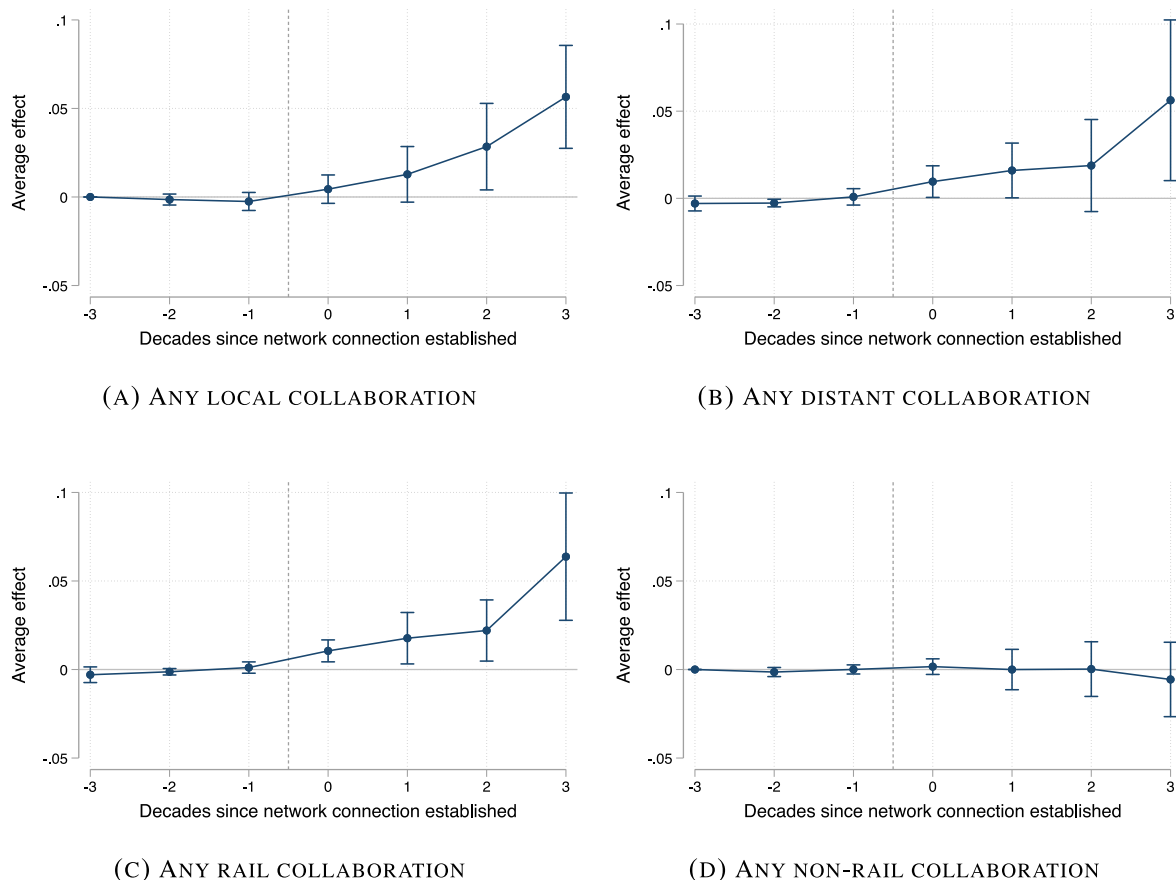 .1
.05
0
-.05
Average effect
-3 -2 -1 0 1 2 3
Decades since network connection established
(A) ANY LOCAL COLLABORATION
.1
.05
0
-.05
Average effect
-3 -2 -1 0 1 2 3
Decades since network connection established
(B) ANY DISTANT COLLABORATION
.1
.05
0
-.05
Average effect
-3 -2 -1 0 1 2 3
Decades since network connection established
(C) ANY RAIL COLLABORATION
.1
.05
0
-.05
Average effect
-3 -2 -1 0 1 2 3
Decades since network connection established
(D) ANY NON-RAIL COLLABORATION